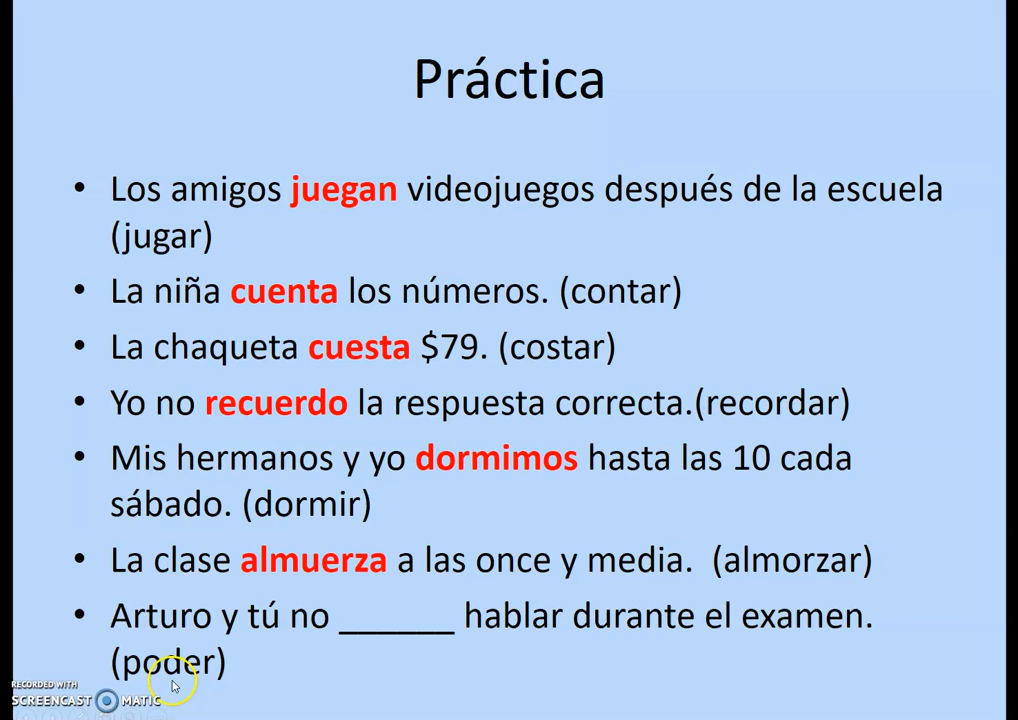 Práctica
• Los amigos juegan videojuegos después de la escuela
(jugar)
• La niña cuenta los números. (contar)
• La chaqueta cuesta $79. (costar)
• Yo no recuerdo la respuesta correcta.(recordar)
• Mis hermanos y yo dormimos hasta las 10 cada
sábado. (dormir)
• La clase almuerza a las once y media.  (almorzar)
• Arturo y tú no ______ hablar durante el examen.
(poder)
RECORDED WITH
SCREENCAST MATIC